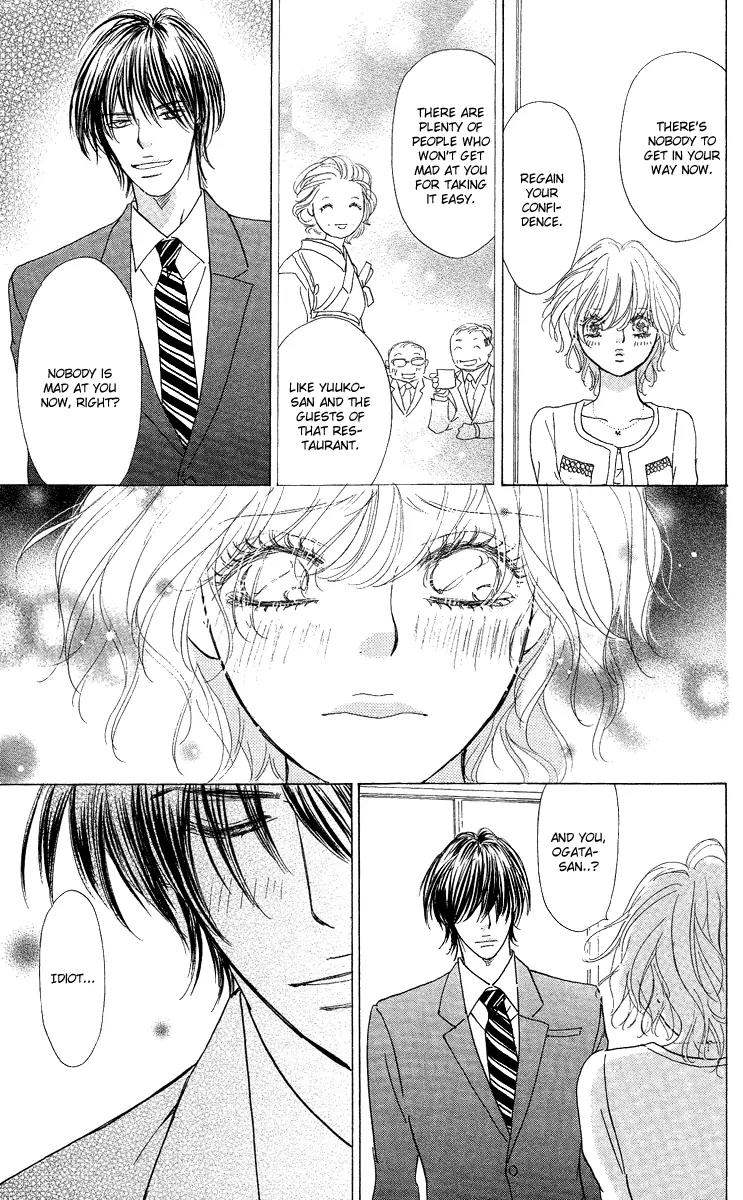 THERE'S
NOBODY TO
GET IN YOUR
WAY NOW.
REGAIN
YOUR
CONFI-
DENCE.
THERE ARE
PLENTY OF
PEOPLE WHO
WON'T GET
MAD AT YOU
FOR TAKING
IT EASY.
LIKE YUUKO-
SAN AND THE
GUESTS OF
THAT RES-
TAURANT.
NOBODY IS
MAD AT YOU
NOW, RIGHT?
AND YOU,
OGATA-
SAN..?
IDIOT...